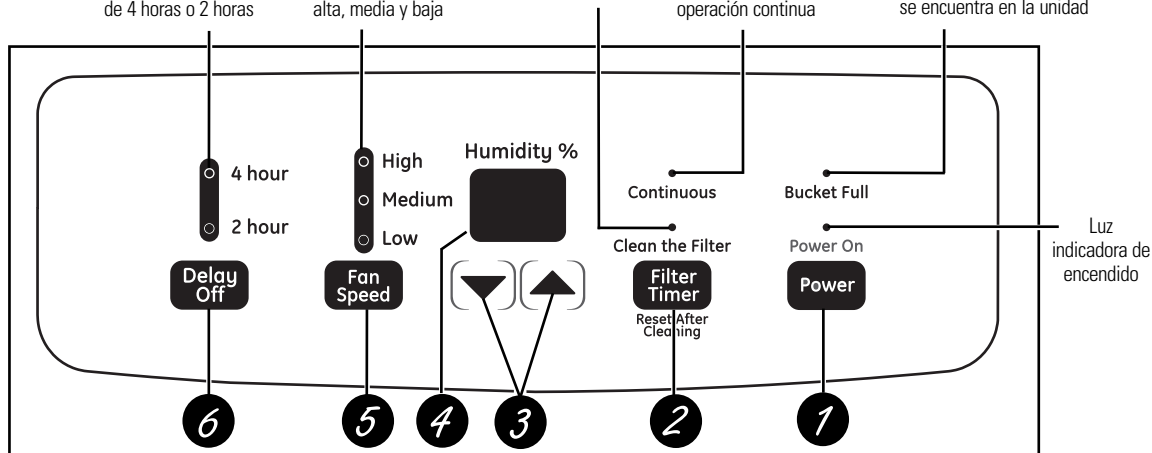 de 4 horas o 2 horas
alta, media y baja
operación continua
se encuentra en la unidad
Humidity %
High
4 hour
Medium
Continuous
Bucket Full
2 hour
Low
Clean the Filter
Power On
Luz
indicadora de
encendido
Delay
Off
Fan
Speed
Filter
Timer
Power
Reset After
Cleaning
6
5
4
3
2
1